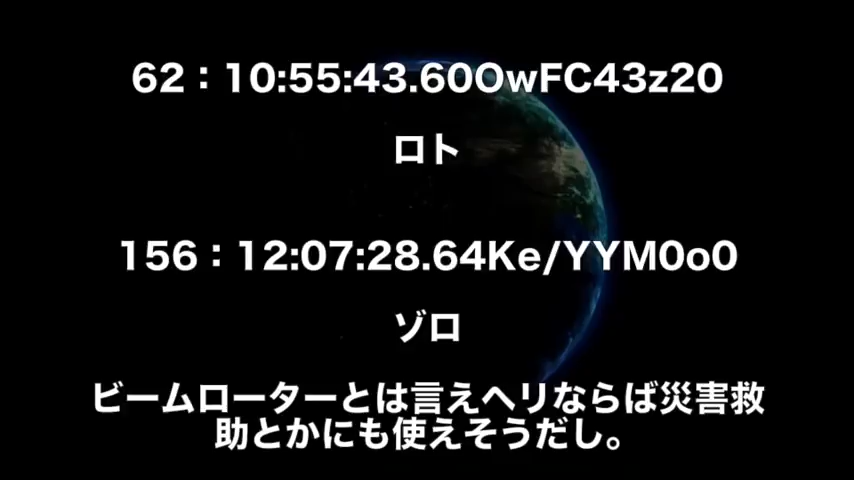 62：10:55:43.60OwFC43z20
ロト
156：12:07:28.64Ke/YYM0o0
ゾロ
ビームローターとは言えヘリならば災害救
助とかにも使えそうだし。